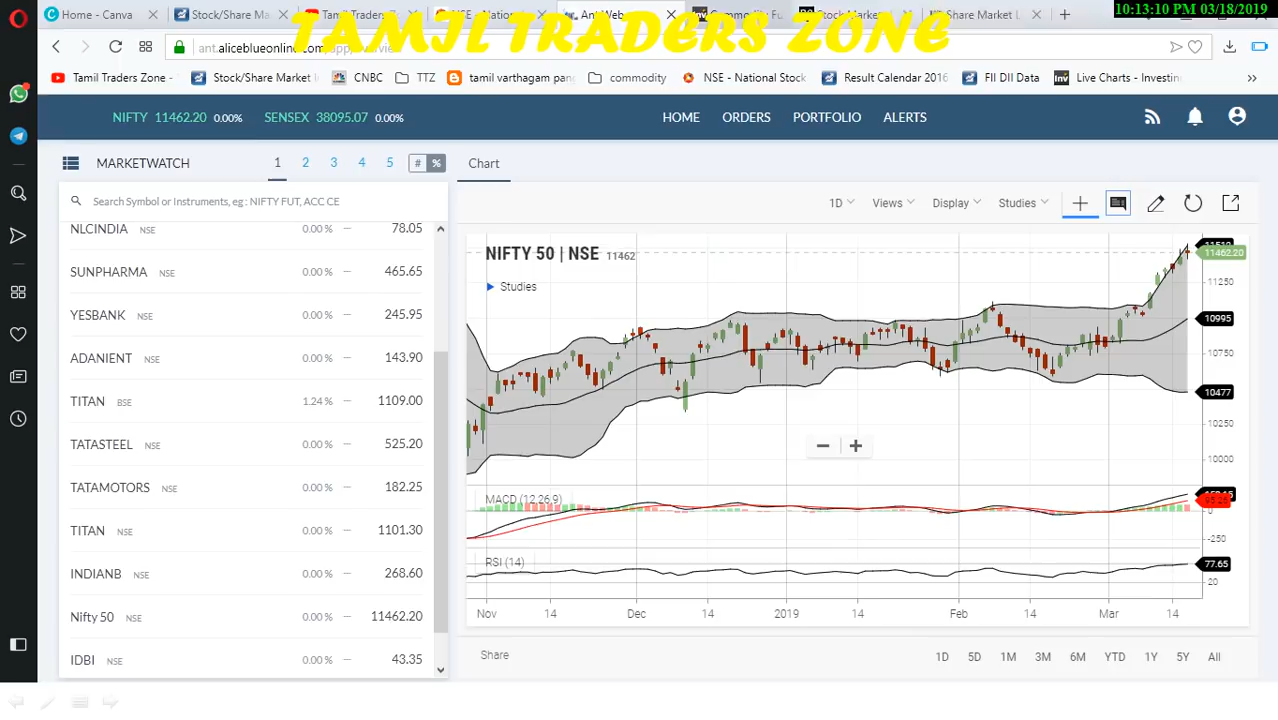 10:13:10 PM 03/18/2019
TAMIL TRADERS ZONE
Home - Canva
Stock/Share Ma
Tamil Traders
Stock Market
Share Market L
ant.aliceblueonline.com/app/
Tamil Traders Zone -
Stock/Share Market I
CNBC
TTZ
tamil varthagam pan
commodity
NSE - National Stock
Result Calendar 2016
FII DII Data
Live Charts - Investin
NIFTY 11462.20 0.00% SENSEX 38095.07 0.00%
HOME ORDERS PORTFOLIO ALERTS
MARKETWATCH 1 2 3 4 5 # %
Chart
Search Symbol or Instruments, eg : NIFTY FUT, ACC CE
NLCINDIA NSE 0.00 % 78.05
SUNPHARMA NSE 0.00 % 465.65
YESBANK NSE 0.00 % 245.95
ADANIENT NSE 0.00 % 143.90
TITAN BSE 1.24 % 1109.00
TATASTEEL NSE 0.00 % 525.20
TATAMOTORS NSE 0.00 % 182.25
TITAN NSE 0.00 % 1101.30
INDIANB NSE 0.00 % 268.60
Nifty 50 NSE 0.00 % 11462.20
IDBI NSE 0.00 % 43.35
1D Views Display Studies
NIFTY 50 | NSE 11462
Studies
11462.20
11250
10995
10750
10477
10250
10000
MACD (12,26,9)
0
-250
RSI (14)
77.65
20
Nov 14 Dec 14 2019 14 Feb 14 Mar 14
Share
1D 5D 1M 3M 6M YTD 1Y 5Y All